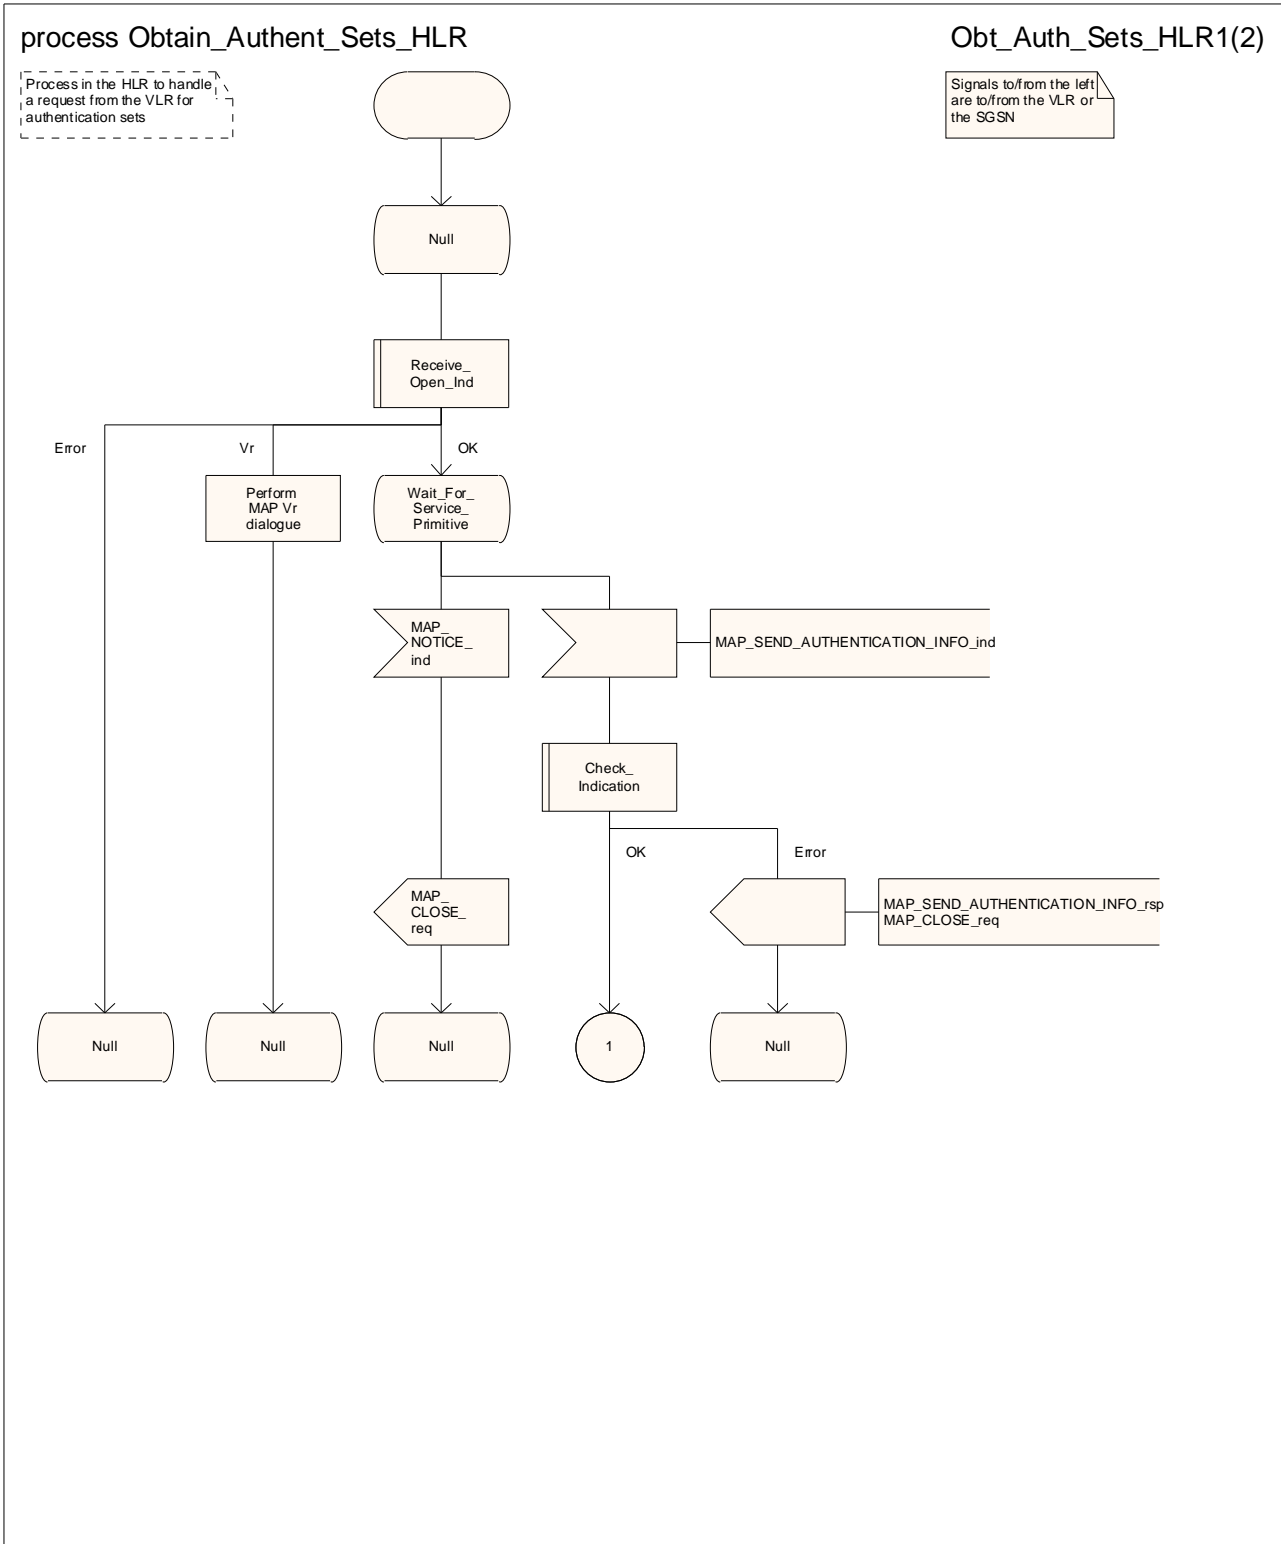 process Obtain_Authent_Sets_HLR
Obt_Auth_Sets_HLR1(2)
Process in the HLR to handle
a request from the VLR for
authentication sets
Signals to/from the left
are to/from the VLR or
the SGSN
Null
Receive_
Open_Ind
Error
Vr
OK
Perform
MAP Vr
dialogue
Wait_For_
Service_
Primitive
MAP_
NOTICE_
ind
MAP_SEND_AUTHENTICATION_INFO_ind
Check_
Indication
OK
Error
MAP_
CLOSE_
req
MAP_SEND_AUTHENTICATION_INFO_rsp
MAP_CLOSE_req
Null
Null
Null
1
Null